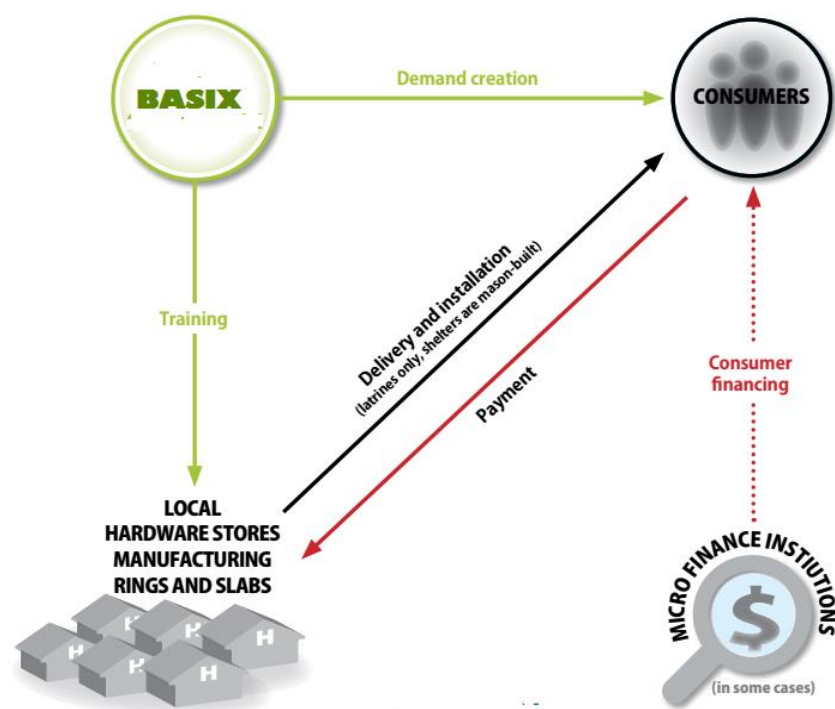 BASIX
Demand creation
CONSUMERS
Training
Delivery and installation
(latrines only, shelters are mason-built)
Payment
Consumer
financing
LOCAL
HARDWARE STORES
MANUFACTURING
RINGS AND SLABS
H
H
H
H
H
H
MICRO FINANCE INSTIUTIONS
$
(in some cases)